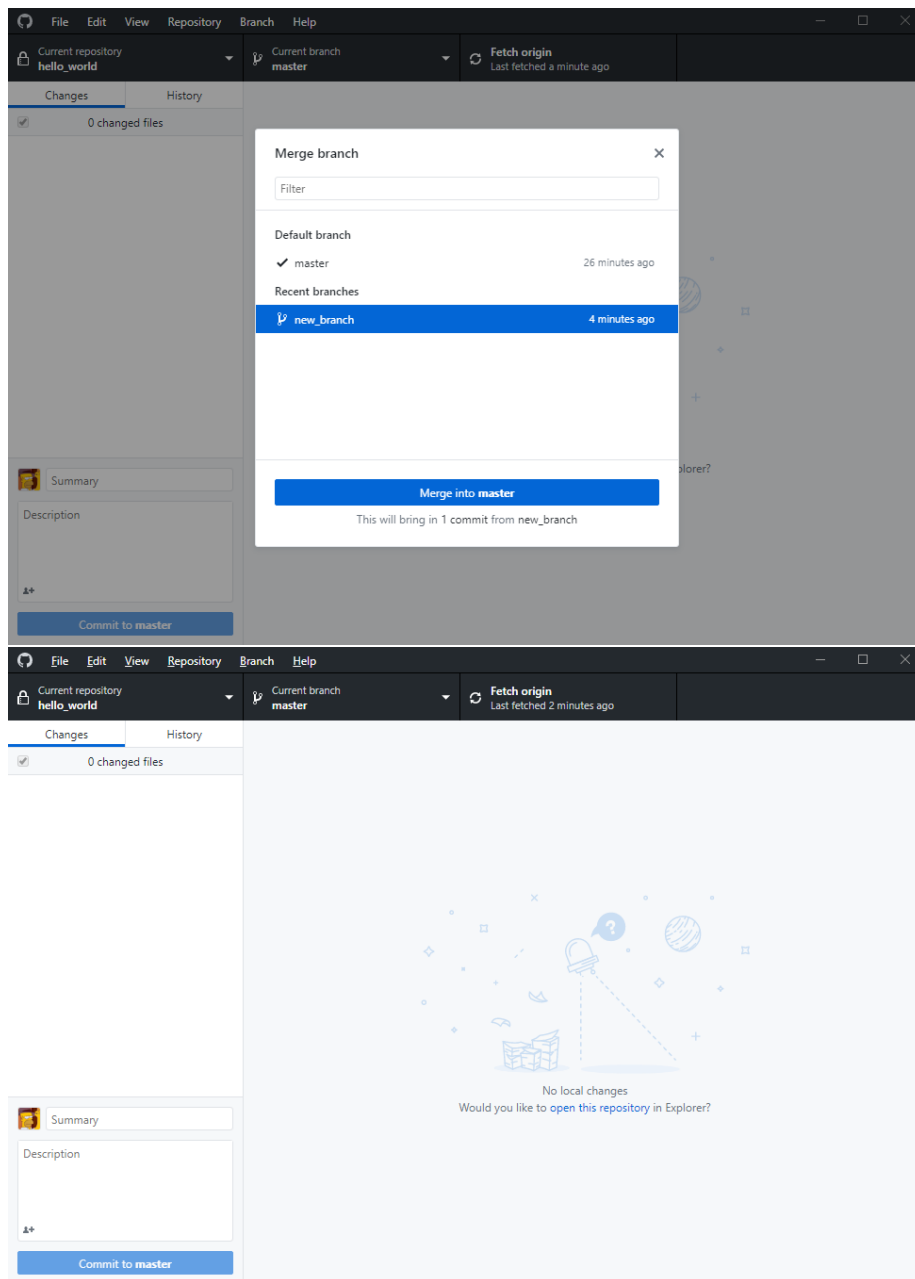 File Edit View Repository Branch Help
Current repository
hello_world
Current branch
master
Fetch origin
Last fetched a minute ago
Changes History
0 changed files
Merge branch
Filter
Default branch
master 26 minutes ago
Recent branches
new_branch 4 minutes ago
plorer?
Merge into master
This will bring in 1 commit from new_branch
Summary
Description
Commit to master
File Edit View Repository Branch Help
Current repository
hello_world
Current branch
master
Fetch origin
Last fetched 2 minutes ago
Changes History
0 changed files
?
No local changes
Would you like to open this repository in Explorer?
Summary
Description
Commit to master